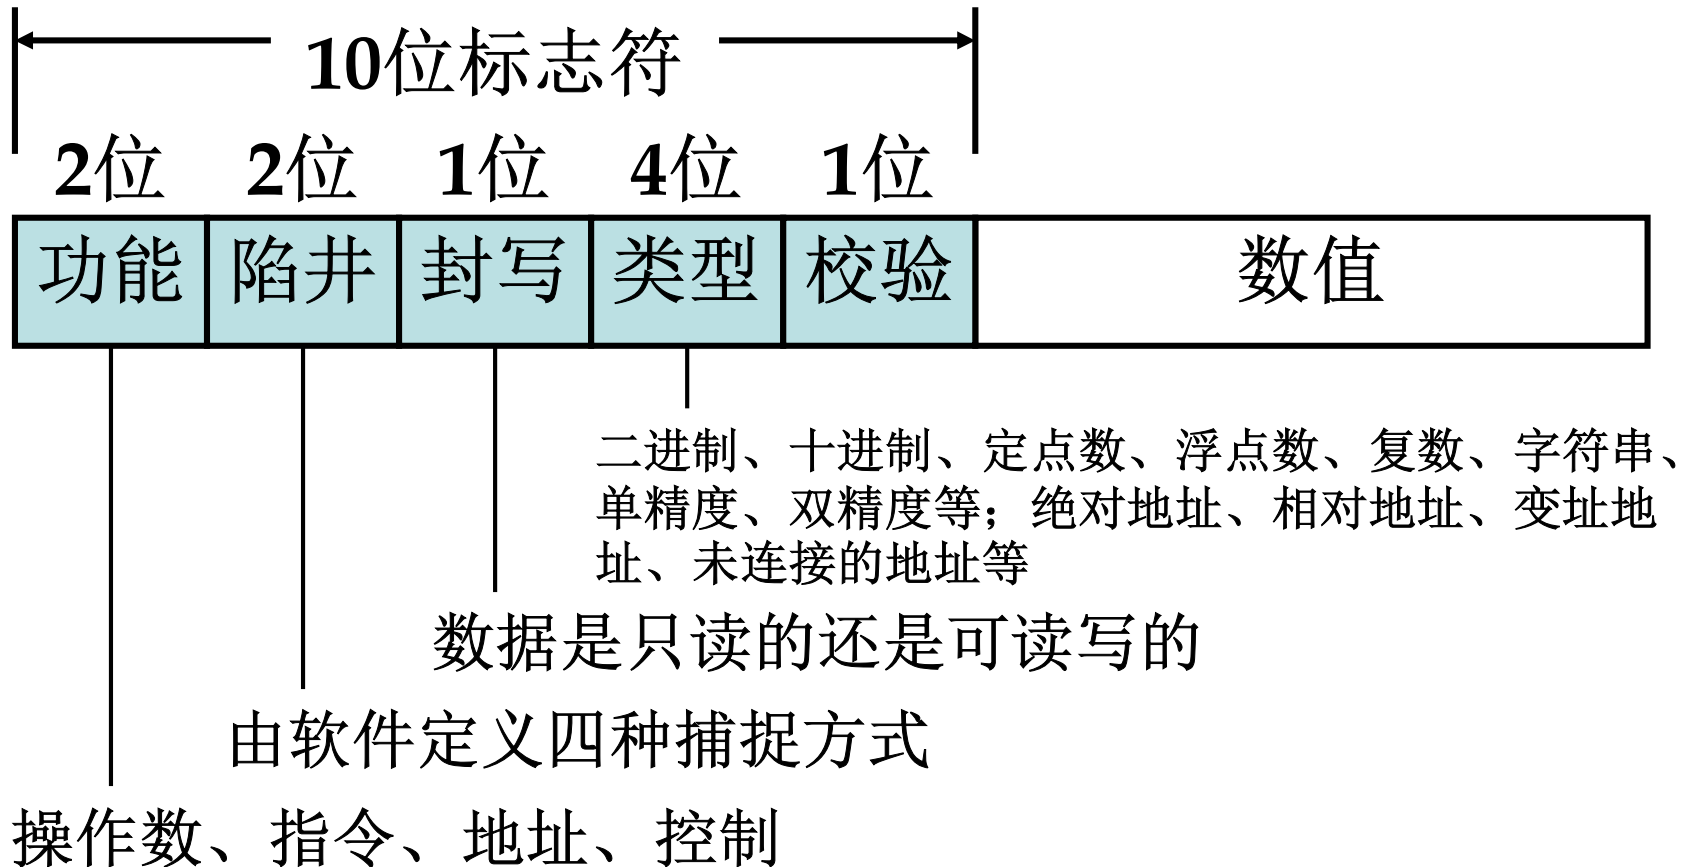 10位标志符
2位 2位 1位 4位 1位
功能 陷井 封写 类型 校验 数值
二进制、十进制、定点数、浮点数、复数、字符串、
单精度、双精度等；绝对地址、相对地址、变址地
址、未连接的地址等
数据是只读的还是可读写的
由软件定义四种捕捉方式
操作数、指令、地址、控制